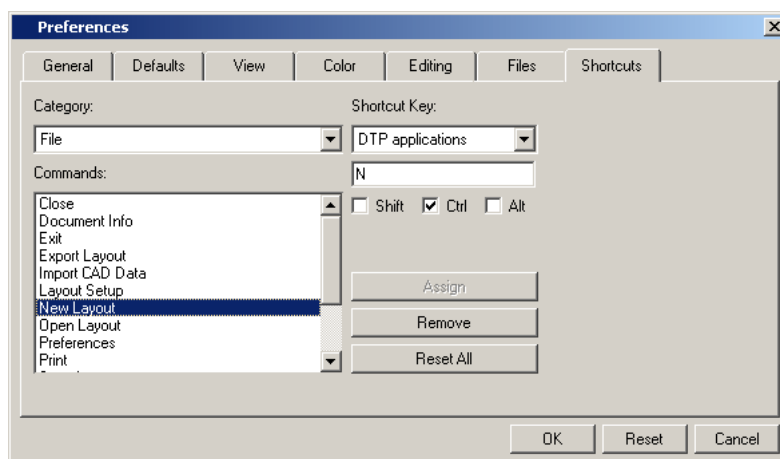 Preferences
General Defaults View Color Editing Files Shortcuts
Category: Shortcut Key:
File DTP applications
Commands: N
Close Shift Ctrl Alt
Document Info
Exit
Export Layout
Import CAD Data
Layout Setup Assign
New Layout
Open Layout Remove
Preferences
Print Reset All
OK Reset Cancel